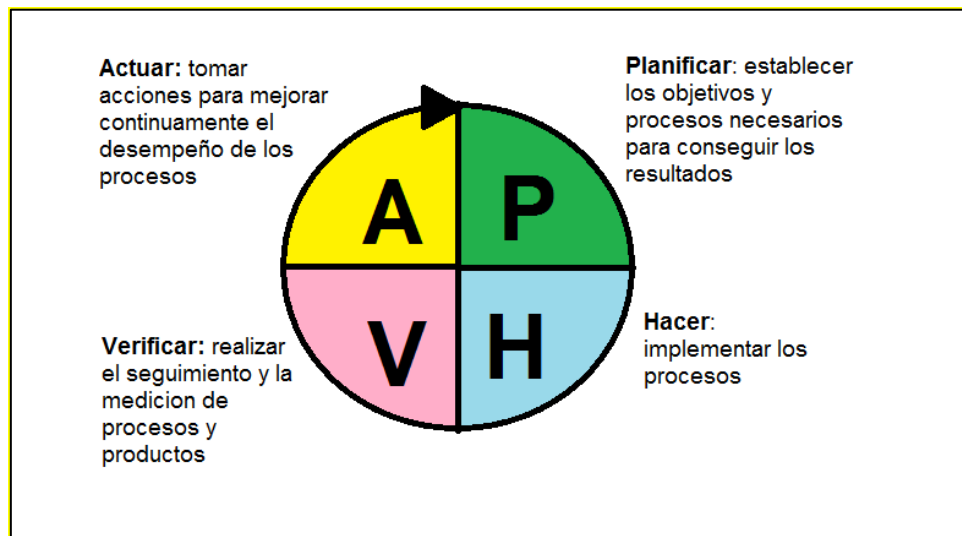 Actuar: tomar
acciones para mejorar
continuamente el
desempeño de los
procesos
Planificar: establecer
los objetivos y
procesos necesarios
para conseguir los
resultados
A
P
V
H
Verificar: realizar
el seguimiento y la
medicion de
procesos y
productos
Hacer:
implementar los
procesos